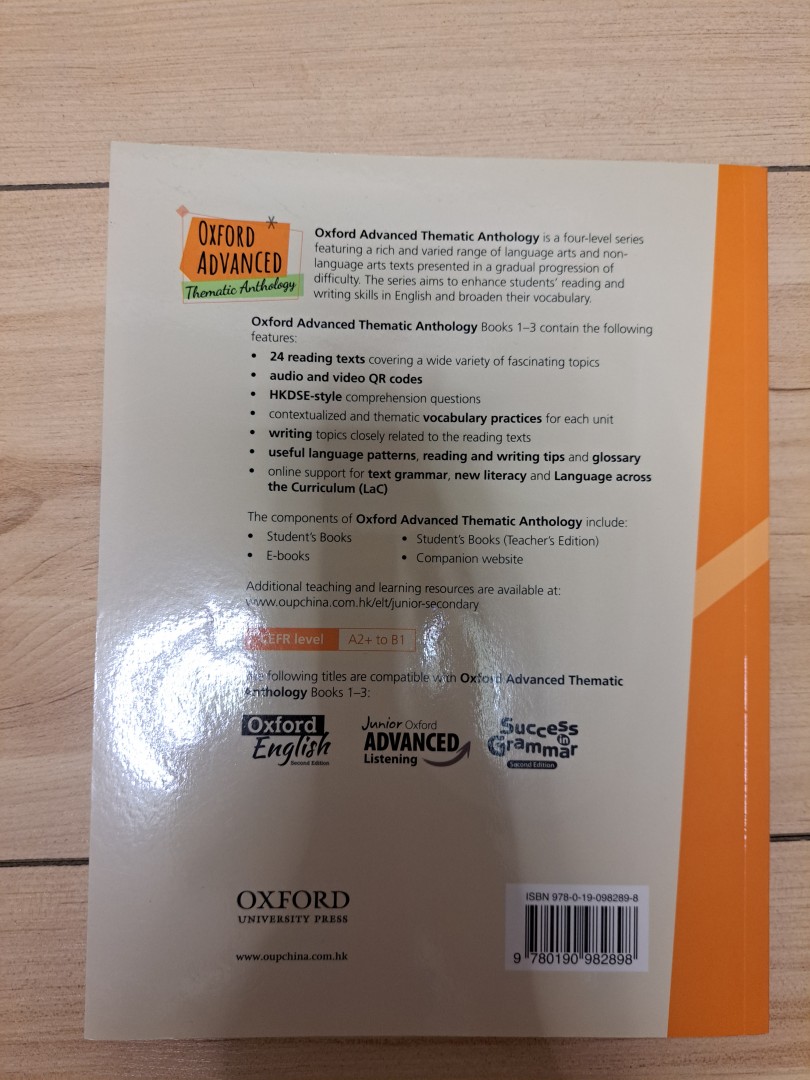 OXFORD
ADVANCED
Thematic Anthology
Oxford Advanced Thematic Anthology is a four-level series
featuring a rich and varied range of language arts and non-
language arts texts presented in a gradual progression of
difficulty. The series aims to enhance students' reading and
writing skills in English and broaden their vocabulary.
Oxford Advanced Thematic Anthology Books 1–3 contain the following
features:
• 24 reading texts covering a wide variety of fascinating topics
• audio and video QR codes
• HKDSE-style comprehension questions
• contextualized and thematic vocabulary practices for each unit
• writing topics closely related to the reading texts
• useful language patterns, reading and writing tips and glossary
• online support for text grammar, new literacy and Language across
the Curriculum (LaC)
The components of Oxford Advanced Thematic Anthology include:
• Student's Books • Student's Books (Teacher's Edition)
• E-books • Companion website
Additional teaching and learning resources are available at:
www.oupchina.com.hk/elt/junior-secondary
CEFR level A2+ to B1
The following titles are compatible with Oxford Advanced Thematic
Anthology Books 1–3:
Oxford
English
Second Edition
Junior Oxford
ADVANCED
Listening
Success
in
Grammar
Second Edition
OXFORD
UNIVERSITY PRESS
www.oupchina.com.hk
ISBN 978-0-19-098289-8
9 780190 982898